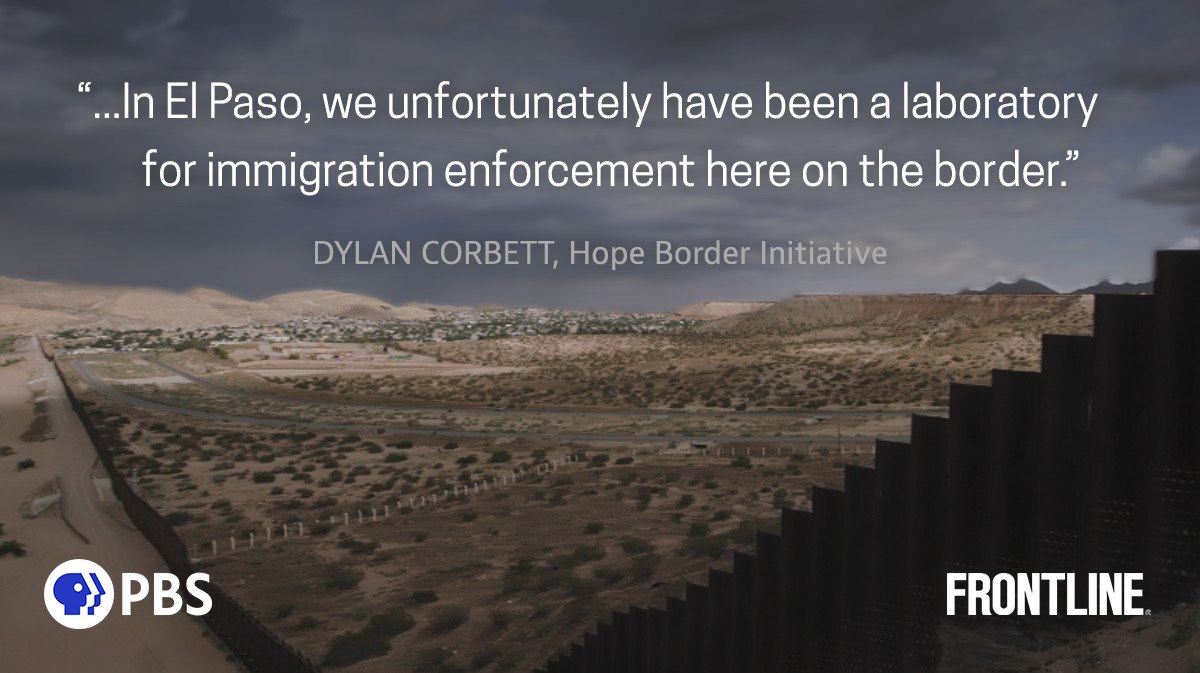 “...In El Paso, we unfortunately have been a laboratory
for immigration enforcement here on the border.”
DYLAN CORBETT, Hope Border Initiative
PBS
FRONTLINE®